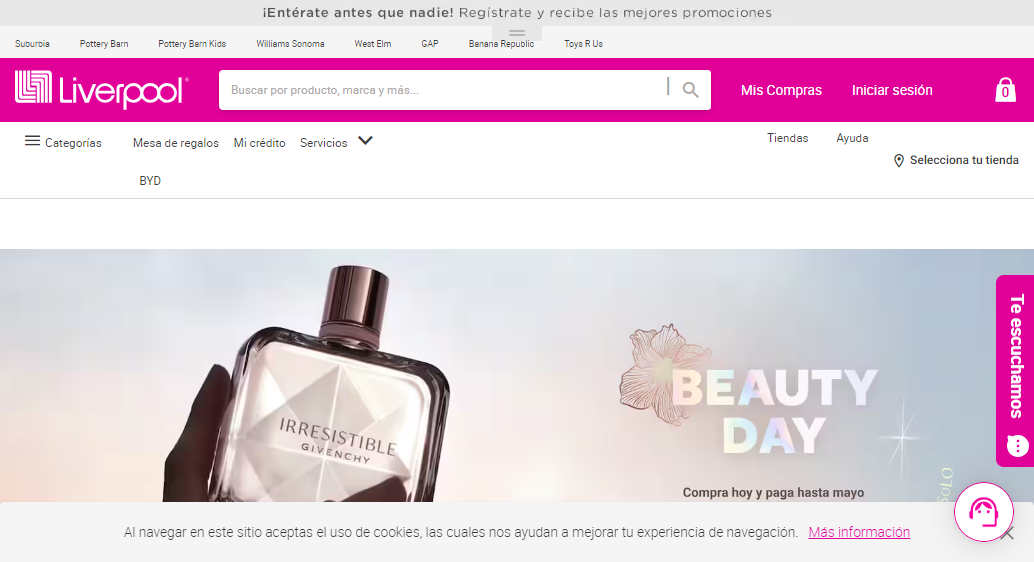 ¡Entérate antes que nadie! Regístrate y recibe las mejores promociones
Suburbia Pottery Barn Pottery Barn Kids Williams Sonoma West Elm GAP Banana Republic Toys R Us
Liverpool® Buscar por producto, marca y más... | Mis Compras Iniciar sesión 0
Categorías Mesa de regalos Mi crédito Servicios Tiendas Ayuda
Selecciona tu tienda
BYD
Te escuchamos
BEAUTY
DAY
IRRESISTIBLE
GIVENCHY
Compra hoy y paga hasta mayo
SOLO
Al navegar en este sitio aceptas el uso de cookies, las cuales nos ayudan a mejorar tu experiencia de navegación. Más información